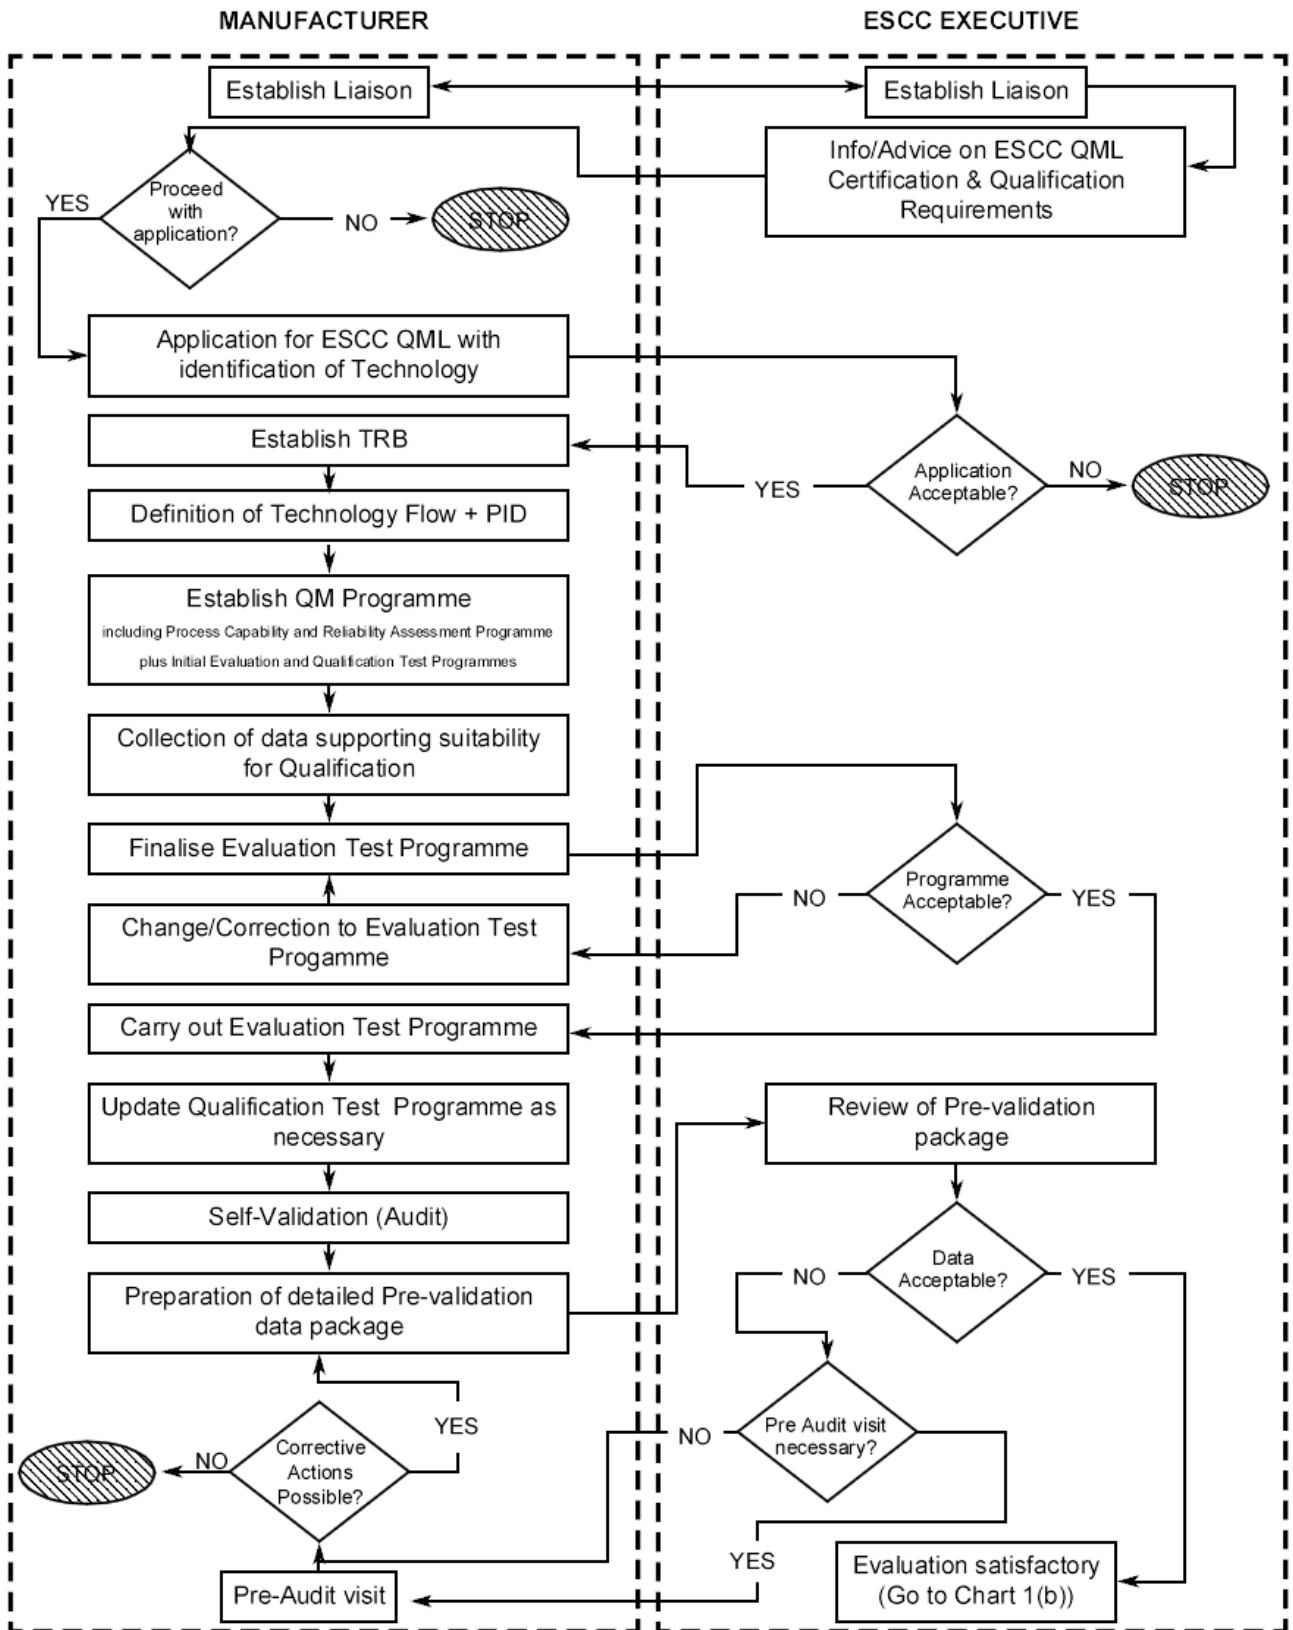 MANUFACTURER
ESCC EXECUTIVE
Establish Liaison
Establish Liaison
Info/Advice on ESCC QML
Certification & Qualification
Requirements
Proceed
with
application?
YES
NO
STOP
Application for ESCC QML with
identification of Technology
Establish TRB
Application
Acceptable?
YES
NO
STOP
Definition of Technology Flow + PID
Establish QM Programme
including Process Capability and Reliability Assessment Programme
plus Initial Evaluation and Qualification Test Programmes
Collection of data supporting suitability
for Qualification
Finalise Evaluation Test Programme
Programme
Acceptable?
NO
YES
Change/Correction to Evaluation Test
Progamme
Carry out Evaluation Test Programme
Update Qualification Test Programme as
necessary
Review of Pre-validation
package
Self-Validation (Audit)
Data
Acceptable?
NO
YES
Preparation of detailed Pre-validation
data package
Pre Audit visit
necessary?
NO
YES
Corrective
Actions
Possible?
YES
NO
STOP
Pre-Audit visit
Evaluation satisfactory
(Go to Chart 1(b))